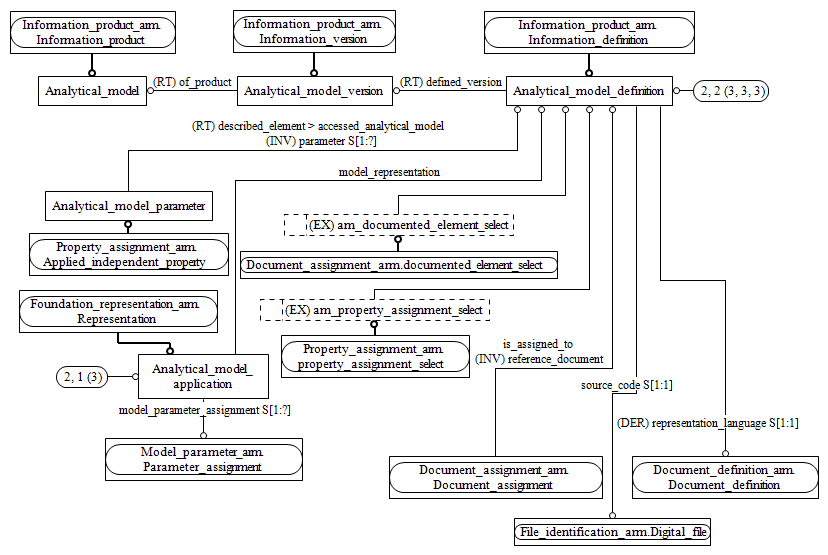 Information_product_arm.
Information_product
Information_product_arm.
Information_version
Information_product_arm.
Information_definition
Analytical_model
(RT) of_product
Analytical_model_version
(RT) defined_version
Analytical_model_definition
2, 2 (3, 3, 3)
(RT) described_element > accessed_analytical_model
(INV) parameter S[1:?]
model_representation
Analytical_model_parameter
(EX) am_documented_element_select
Property_assignment_arm.
Applied_independent_property
Document_assignment_arm.documented_element_select
Foundation_representation_arm.
Representation
(EX) am_property_assignment_select
Property_assignment_arm.
property_assignment_select
is_assigned_to
(INV) reference_document
Analytical_model_
application
2, 1 (3)
source_code S[1:1]
model_parameter_assignment S[1:?]
(DER) representation_language S[1:1]
Model_parameter_arm.
Parameter_assignment
Document_assignment_arm.
Document_assignment
Document_definition_arm.
Document_definition
File_identification_arm.Digital_file